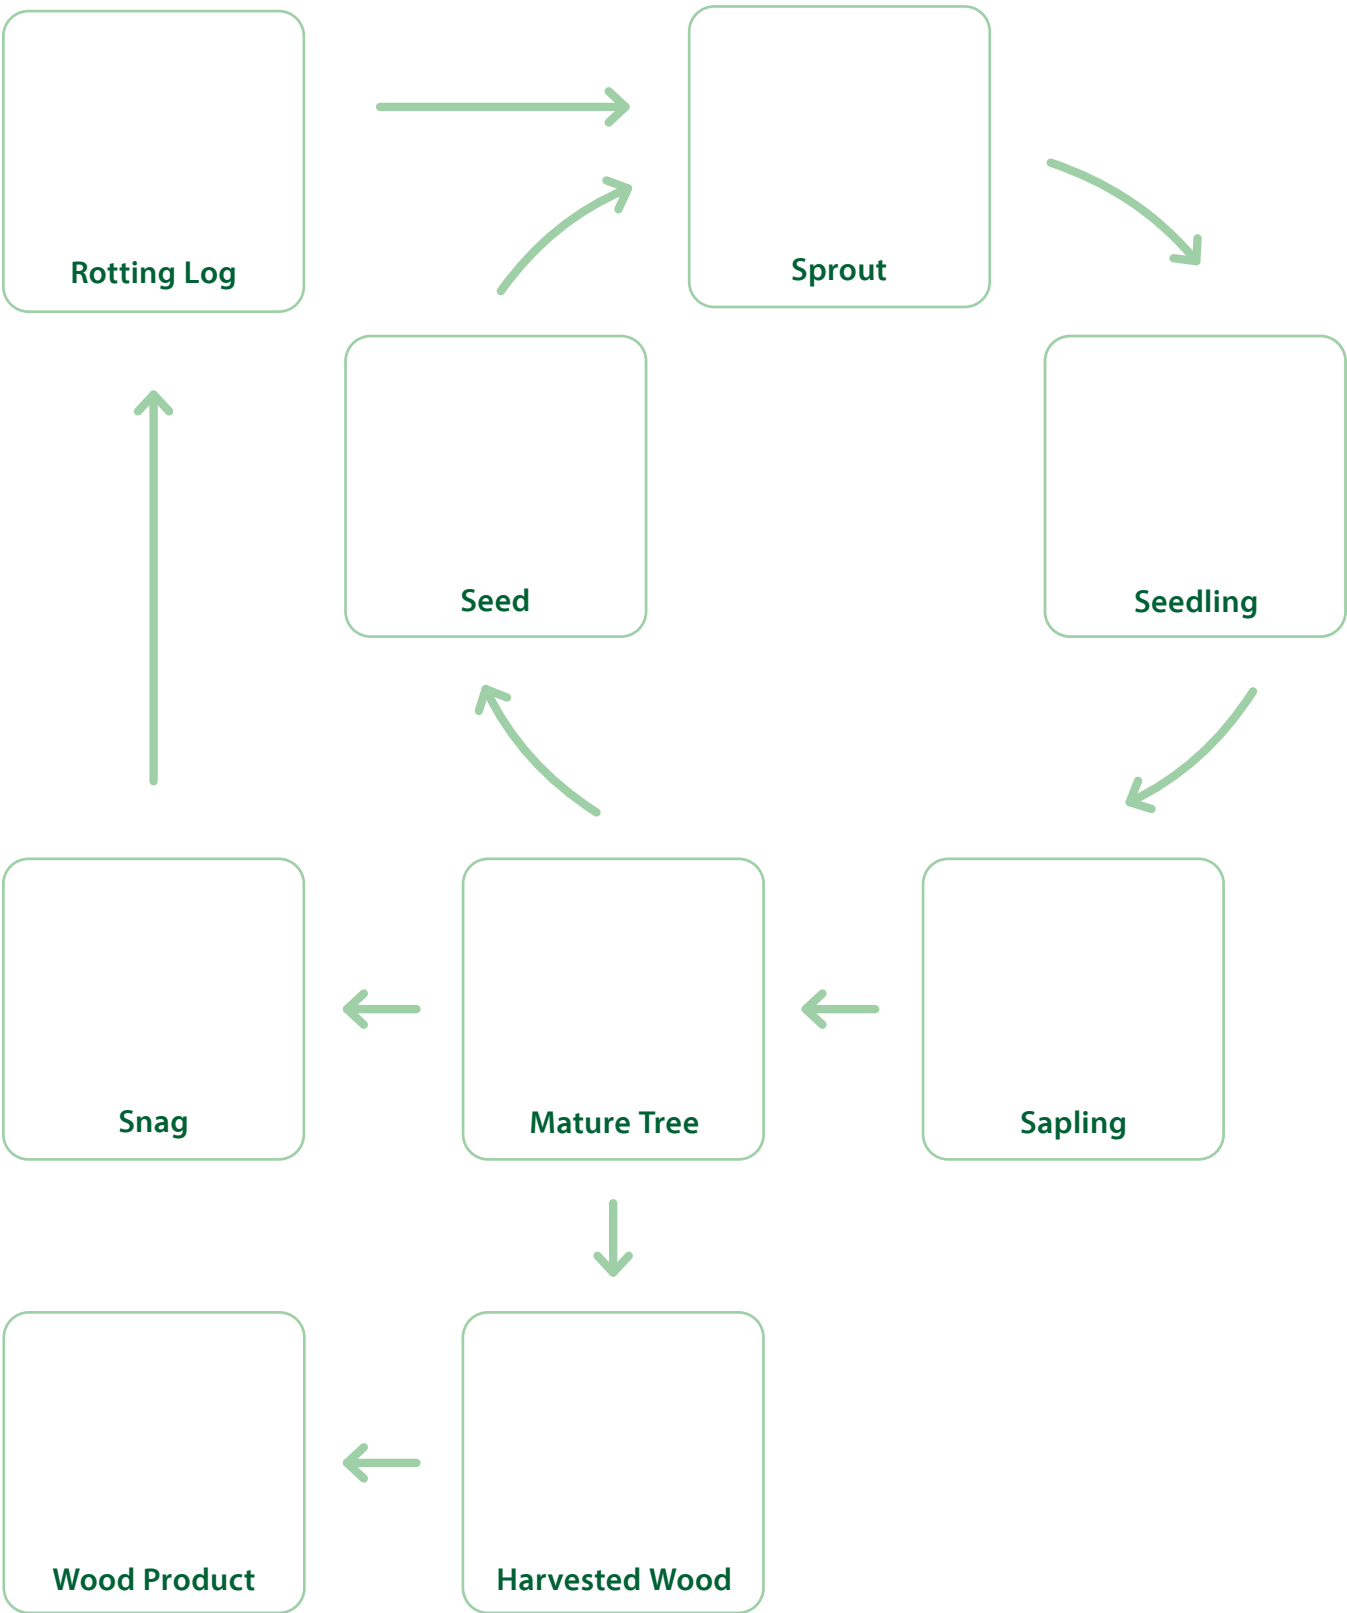 Rotting Log
Sprout
Seed
Seedling
Snag
Mature Tree
Sapling
Wood Product
Harvested Wood